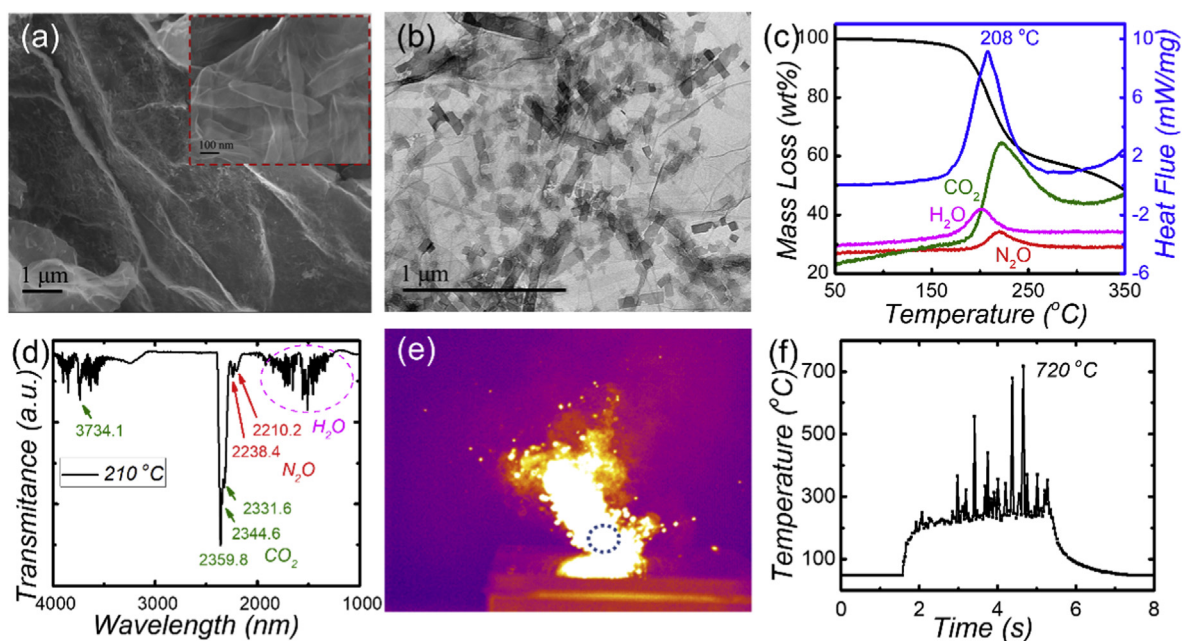 (a)
100 nm
1 μm
(b)
1 μm
(c)
208 °C
CO2
H2O
N2O
Mass Loss (wt%)
100
80
60
40
20
Heat Flue (mW/mg)
10
6
2
-2
-6
50 150 250 350
Temperature (°C)
(d)
3734.1
2210.2
2238.4
H2O
N2O
210 °C
2331.6
2344.6
2359.8
CO2
Transmitance (a.u.)
4000 3000 2000 1000
Wavelength (nm)
(e)
(f)
720 °C
Temperature (°C)
700
500
300
100
0 2 4 6 8
Time (s)